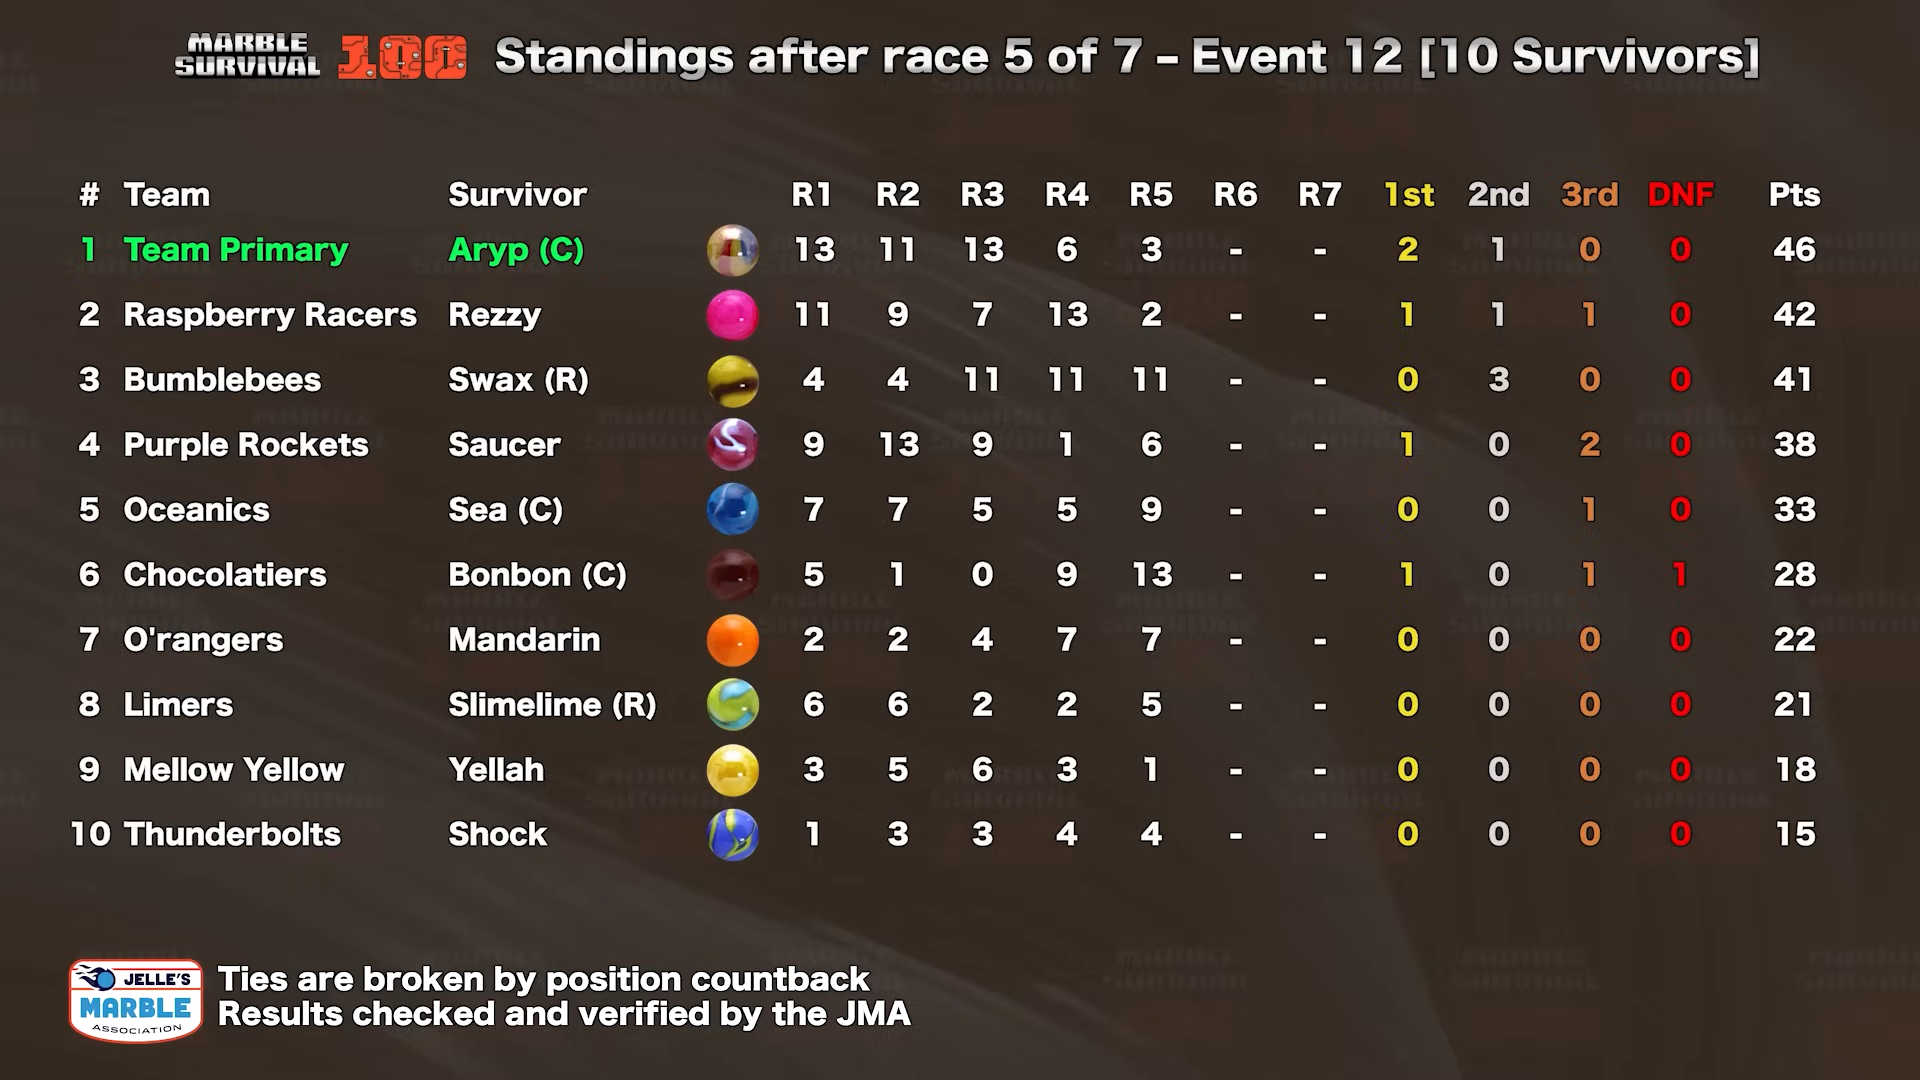 MARBLE SURVIVAL 100 Standings after race 5 of 7 – Event 12 [10 Survivors]
# Team Survivor R1 R2 R3 R4 R5 R6 R7 1st 2nd 3rd DNF Pts
1 Team Primary Aryp (C) 13 11 13 6 3 - - 2 1 0 0 46
2 Raspberry Racers Rezzy 11 9 7 13 2 - - 1 1 1 0 42
3 Bumblebees Swax (R) 4 4 11 11 11 - - 0 3 0 0 41
4 Purple Rockets Saucer 9 13 9 1 6 - - 1 0 2 0 38
5 Oceanics Sea (C) 7 7 5 5 9 - - 0 0 1 0 33
6 Chocolatiers Bonbon (C) 5 1 0 9 13 - - 1 0 1 1 28
7 O'rangers Mandarin 2 2 4 7 7 - - 0 0 0 0 22
8 Limers Slimelime (R) 6 6 2 2 5 - - 0 0 0 0 21
9 Mellow Yellow Yellah 3 5 6 3 1 - - 0 0 0 0 18
10 Thunderbolts Shock 1 3 3 4 4 - - 0 0 0 0 15
JELLE'S
MARBLE
ASSOCIATION
Ties are broken by position countback
Results checked and verified by the JMA